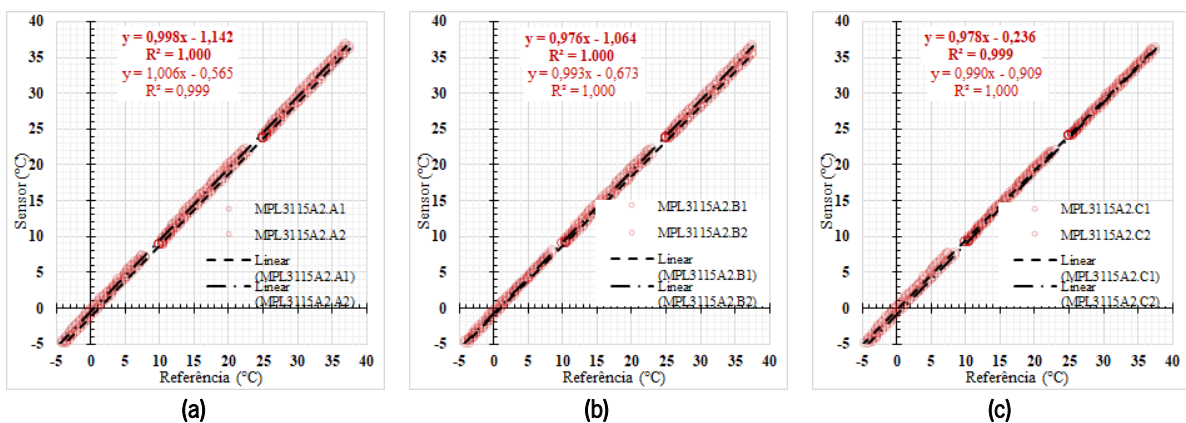 40
35
30
25
20
15
10
5
0
-5
Sensor (°C)
y = 0,998x - 1,142
R² = 1,000
y = 1,006x - 0,565
R² = 0,999
MPL3115A2.A1
MPL3115A2.A2
Linear
(MPL3115A2.A1)
Linear
(MPL3115A2.A2)
-5 0 5 10 15 20 25 30 35 40
Referência (°C)
(a)
40
35
30
25
20
15
10
5
0
-5
Sensor (°C)
y = 0,976x - 1,064
R² = 1.000
y = 0,993x - 0,673
R² = 1,000
MPL3115A2.B1
MPL3115A2.B2
Linear
(MPL3115A2.B1)
Linear
(MPL3115A2.B2)
-5 0 5 10 15 20 25 30 35 40
Referência (°C)
(b)
40
35
30
25
20
15
10
5
0
-5
Sensor (°C)
y = 0,978x - 0,236
R² = 0,999
y = 0,990x - 0,909
R² = 1,000
MPL3115A2.C1
MPL3115A2.C2
Linear
(MPL3115A2.C1)
Linear
(MPL3115A2.C2)
-5 0 5 10 15 20 25 30 35 40
Referência (°C)
(c)